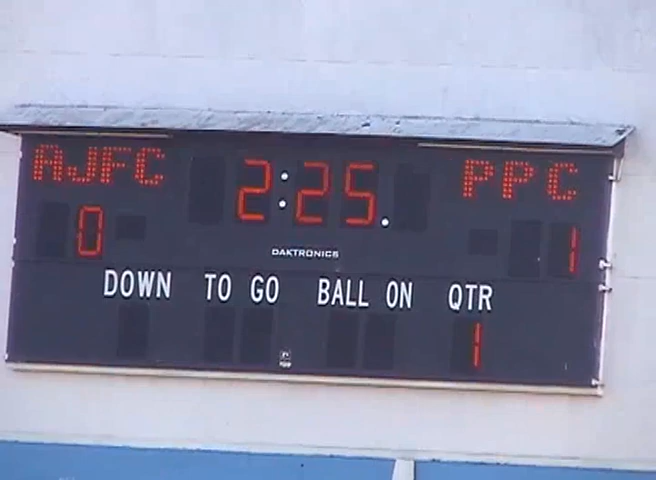 AJFC 2:25. PPC
0 1
DAKTRONICS
DOWN TO GO BALL ON QTR
1